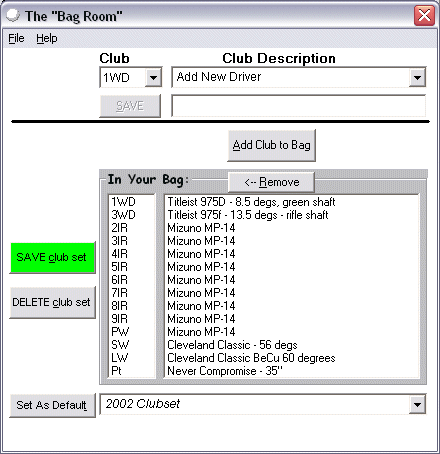 The "Bag Room"
File Help
Club Club Description
1WD Add New Driver
SAVE
Add Club to Bag
In Your Bag: <-- Remove
1WD Titleist 975D - 8.5 degs, green shaft
3WD Titleist 975f - 13.5 degs - rifle shaft
2IR Mizuno MP-14
3IR Mizuno MP-14
4IR Mizuno MP-14
5IR Mizuno MP-14
6IR Mizuno MP-14
7IR Mizuno MP-14
8IR Mizuno MP-14
9IR Mizuno MP-14
PW Mizuno MP-14
SW Cleveland Classic - 56 degs
LW Cleveland Classic BeCu 60 degrees
Pt Never Compromise - 35"
SAVE club set
DELETE club set
Set As Default 2002 Clubset